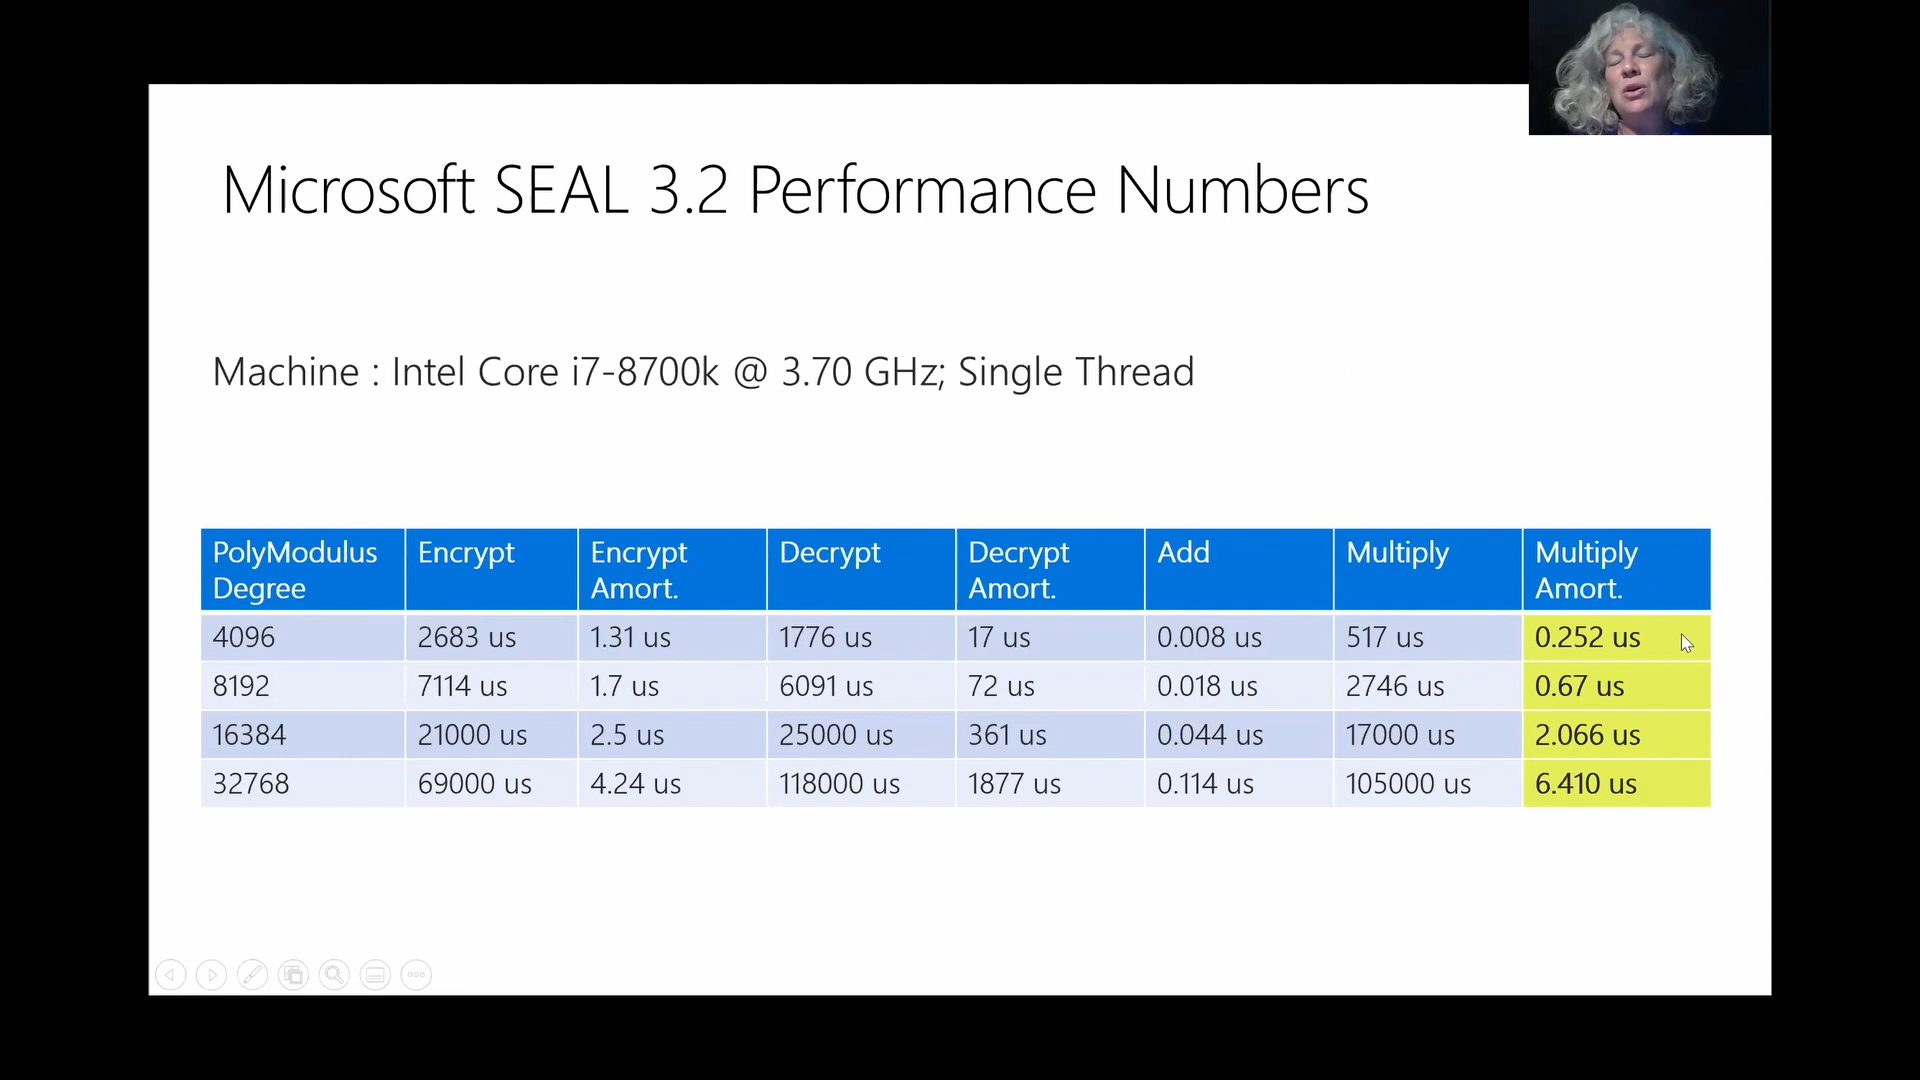 Microsoft SEAL 3.2 Performance Numbers
Machine : Intel Core i7-8700k @ 3.70 GHz; Single Thread
PolyModulus Degree Encrypt Encrypt Amort. Decrypt Decrypt Amort. Add Multiply Multiply Amort.
4096 2683 us 1.31 us 1776 us 17 us 0.008 us 517 us 0.252 us
8192 7114 us 1.7 us 6091 us 72 us 0.018 us 2746 us 0.67 us
16384 21000 us 2.5 us 25000 us 361 us 0.044 us 17000 us 2.066 us
32768 69000 us 4.24 us 118000 us 1877 us 0.114 us 105000 us 6.410 us